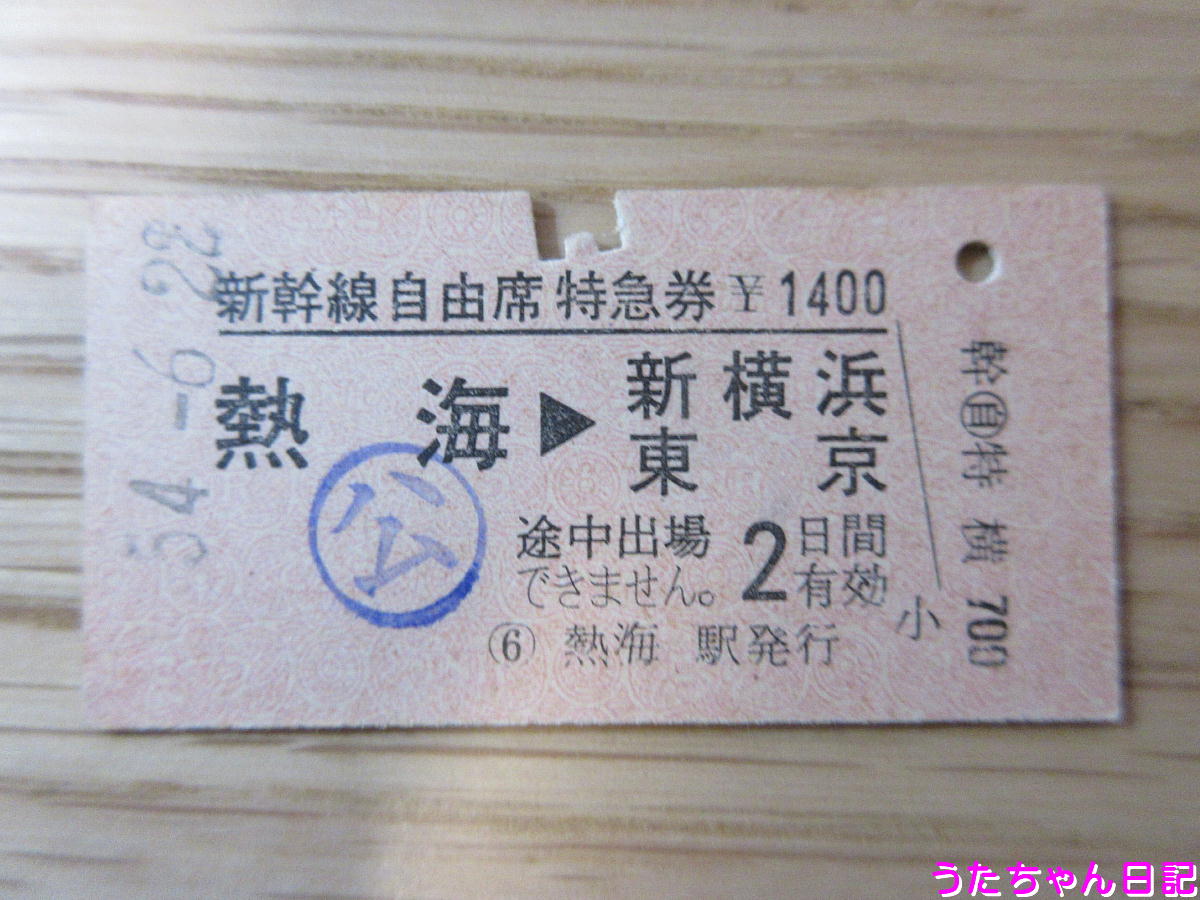 54.-6.22
新幹線自由席 特急券 ¥1400
熱海▶新横浜
東京
公
途中出場 2日間
できません。 有効
⑥ 熱海 駅発行
小
幹㊀特 横 700
うたちゃん日記